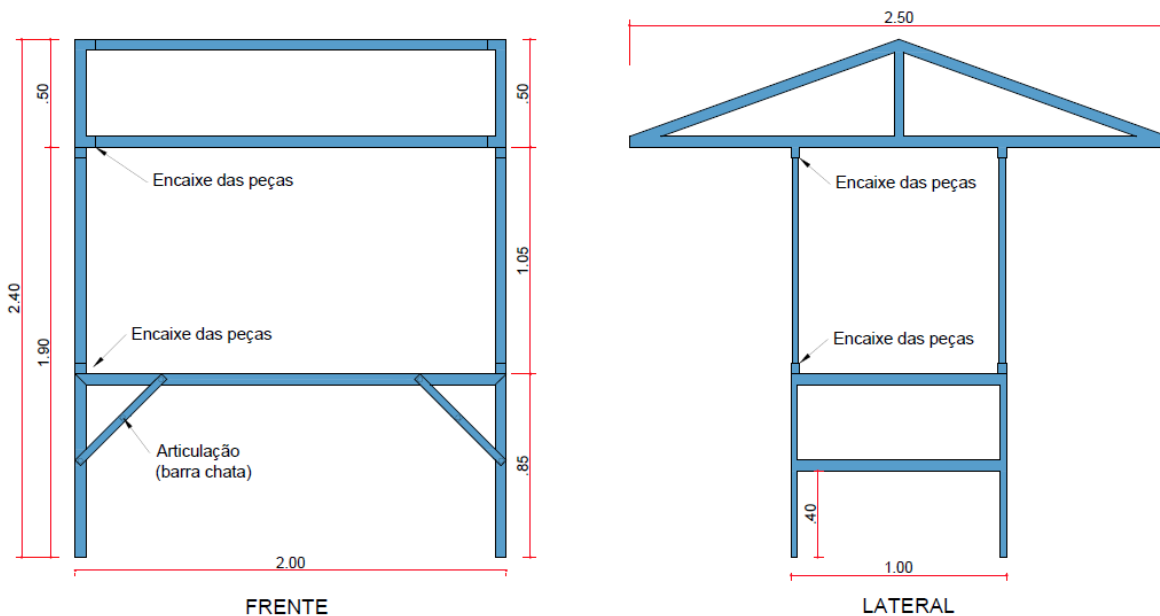 .50
2.40
1.90
Encaixe das peças
Encaixe das peças
Articulação
(barra chata)
.50
1.05
.85
2.00
FRENTE
2.50
Encaixe das peças
Encaixe das peças
.40
1.00
LATERAL